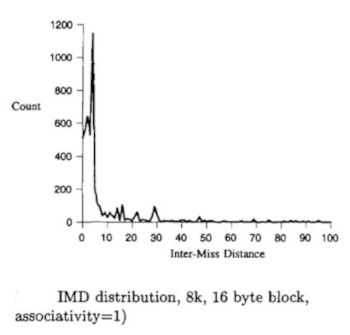 1200
1000
800
600
400
200
0
Count
0 10 20 30 40 50 60 70 80 90 100
Inter-Miss Distance
IMD distribution, 8k, 16 byte block,
associativity=1)